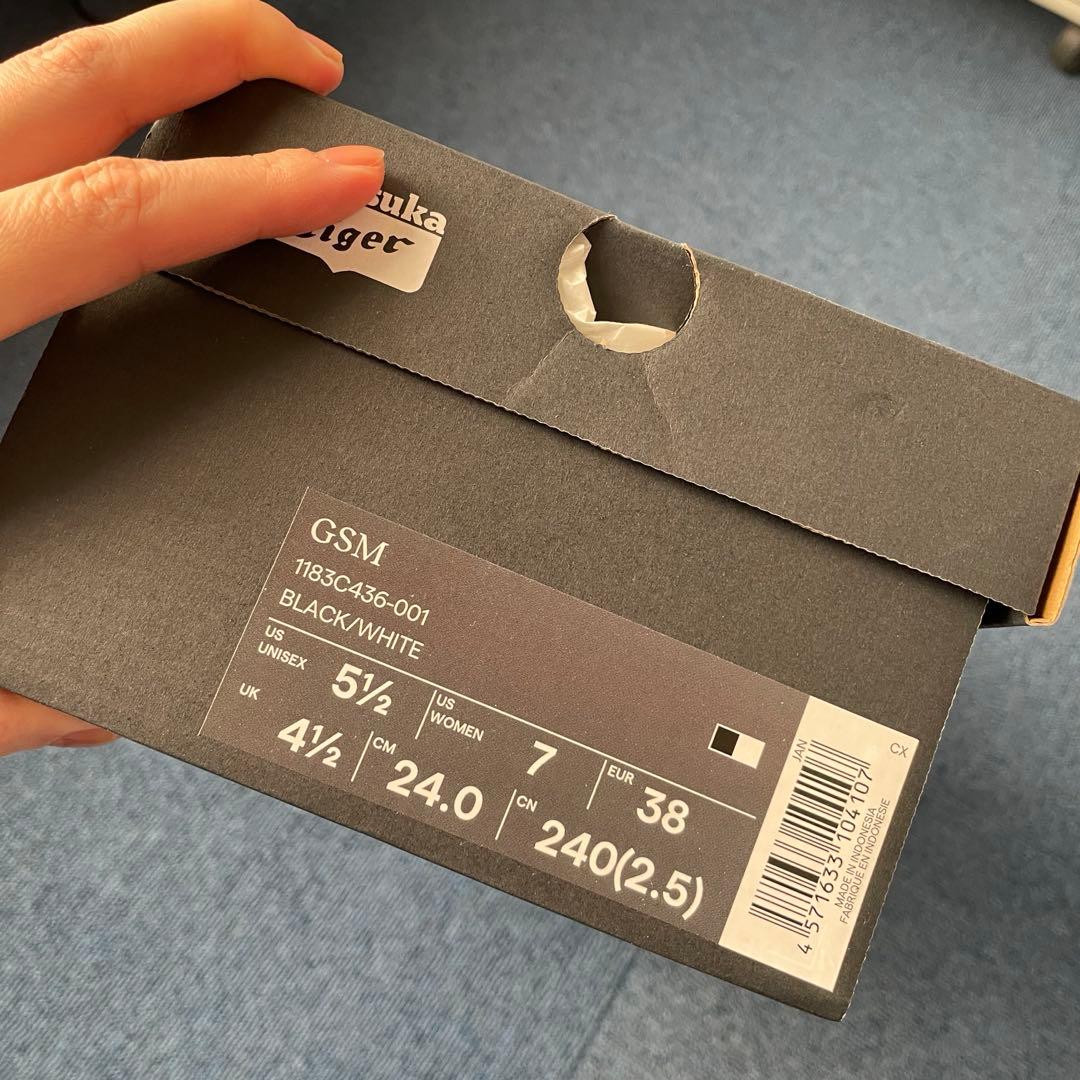 suka
Tiger
GSM
1183C436-001
BLACK/WHITE
US UNISEX 5½
US WOMEN 7
EUR 38
UK 4½
CM 24.0
CN 240(2.5)
JAN
CX
4 571633 104107
MADE IN INDONESIA
FABRIQUE EN INDONESIE